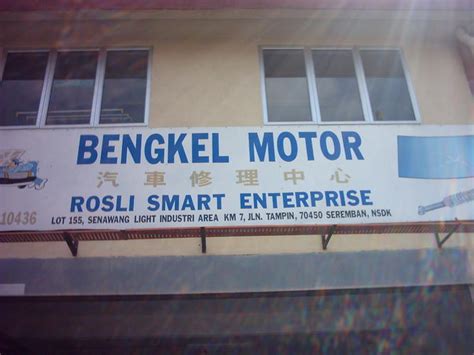 BENGKEL MOTOR
汽車修理中心
ROSLI SMART ENTERPRISE
10436
LOT 155, SENAWANG LIGHT INDUSTRI AREA KM 7, JLN. TAMPIN, 70450 SEREMBAN, NSDK